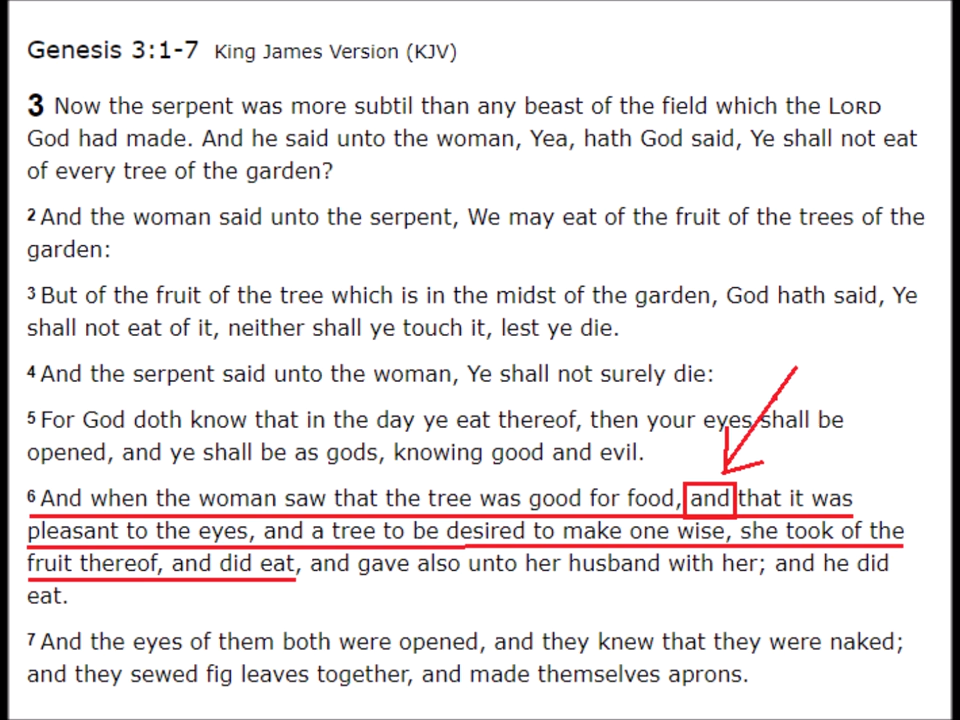 Genesis 3:1-7 King James Version (KJV)
3 Now the serpent was more subtil than any beast of the field which the LORD
God had made. And he said unto the woman, Yea, hath God said, Ye shall not eat
of every tree of the garden?
2 And the woman said unto the serpent, We may eat of the fruit of the trees of the
garden:
3 But of the fruit of the tree which is in the midst of the garden, God hath said, Ye
shall not eat of it, neither shall ye touch it, lest ye die.
4 And the serpent said unto the woman, Ye shall not surely die:
5 For God doth know that in the day ye eat thereof, then your eyes shall be
opened, and ye shall be as gods, knowing good and evil.
6 And when the woman saw that the tree was good for food, and that it was
pleasant to the eyes, and a tree to be desired to make one wise, she took of the
fruit thereof, and did eat, and gave also unto her husband with her; and he did
eat.
7 And the eyes of them both were opened, and they knew that they were naked;
and they sewed fig leaves together, and made themselves aprons.